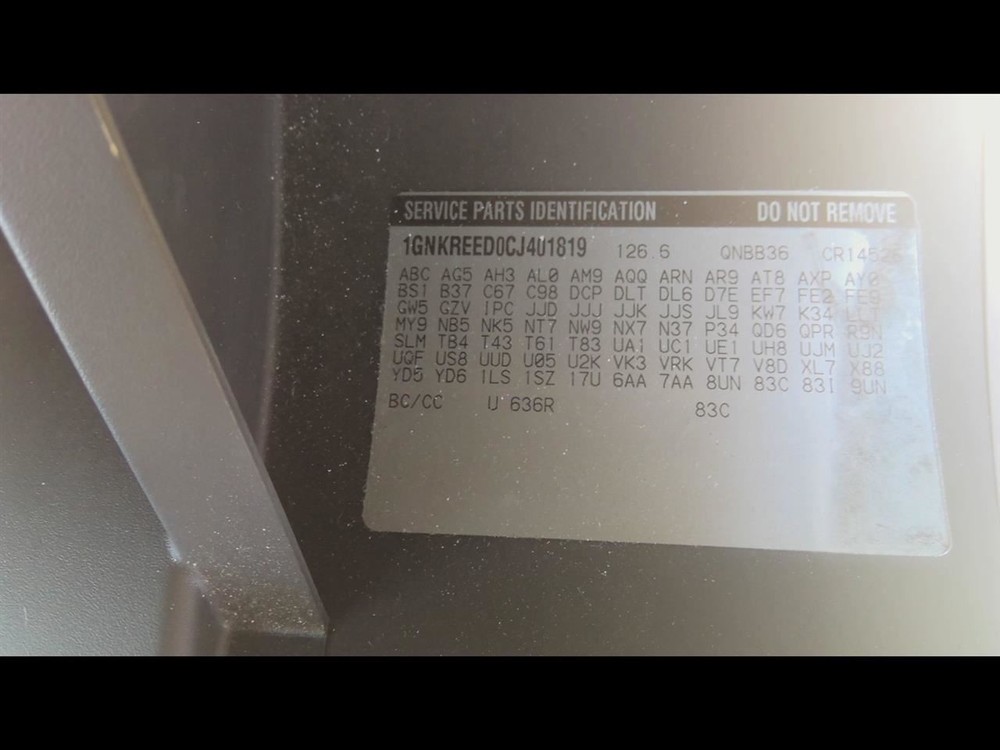 SERVICE PARTS IDENTIFICATION DO NOT REMOVE
1GNKREED0CJ401819 126.6 QNBB36
ABC AG5 AH3 AL0 AM9 AQQ ARN AR9 AT8 AXP AY0
BS1 B37 C67 C98 DCP DLT DL6 D7E EF7 FE2 FE9
GW5 GZV IPC JJD JJJ JJK JJS JL9 KW7 K34 LLT
MY9 NB5 NK5 NT7 NW9 NX7 N37 P34 QD6 QPR R9N
SLM TB4 T43 T61 T83 UA1 UC1 UE1 UH8 UJM UJ2
UQF US8 UUD U05 U2K VK3 VRK VT7 V8D XL7 X88
YD5 YD6 1LS 1SZ 17U 6AA 7AA 8UN 83C 83I 9UN
BC/CC U 636R 83C